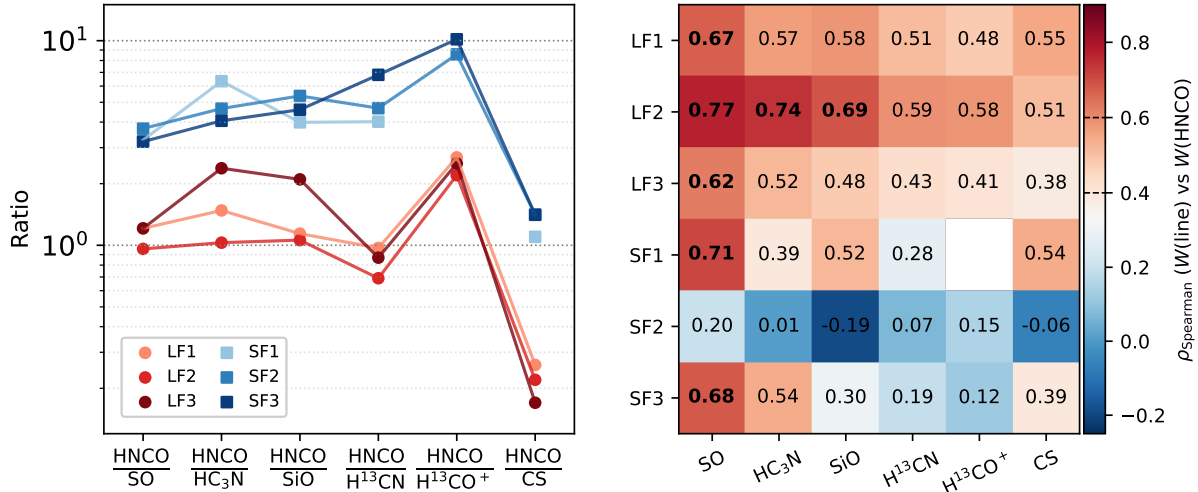 Ratio
10¹
10⁰
LF1 SF1
LF2 SF2
LF3 SF3
HNCO/SO HNCO/HC₃N HNCO/SiO HNCO/H¹³CN HNCO/H¹³CO⁺ HNCO/CS
LF1 0.67 0.57 0.58 0.51 0.48 0.55
LF2 0.77 0.74 0.69 0.59 0.58 0.51
LF3 0.62 0.52 0.48 0.43 0.41 0.38
SF1 0.71 0.39 0.52 0.28 0.54
SF2 0.20 0.01 -0.19 0.07 0.15 -0.06
SF3 0.68 0.54 0.30 0.19 0.12 0.39
SO HC₃N SiO H¹³CN H¹³CO⁺ CS
0.8
0.6
0.4
0.2
0.0
−0.2
ρSpearman (W(line) vs W(HNCO)